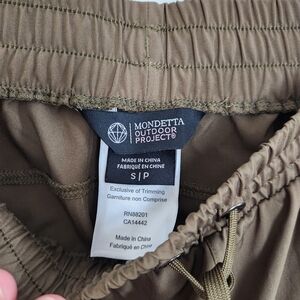 MONDETTA
OUTDOOR
PROJECT®
MADE IN CHINA
FABRIQUÉ EN CHINE
S|P
Exclusive of Trimming
Garniture non Comprise
RN88201
CA14442
Made in China
Fabriqué en Chine